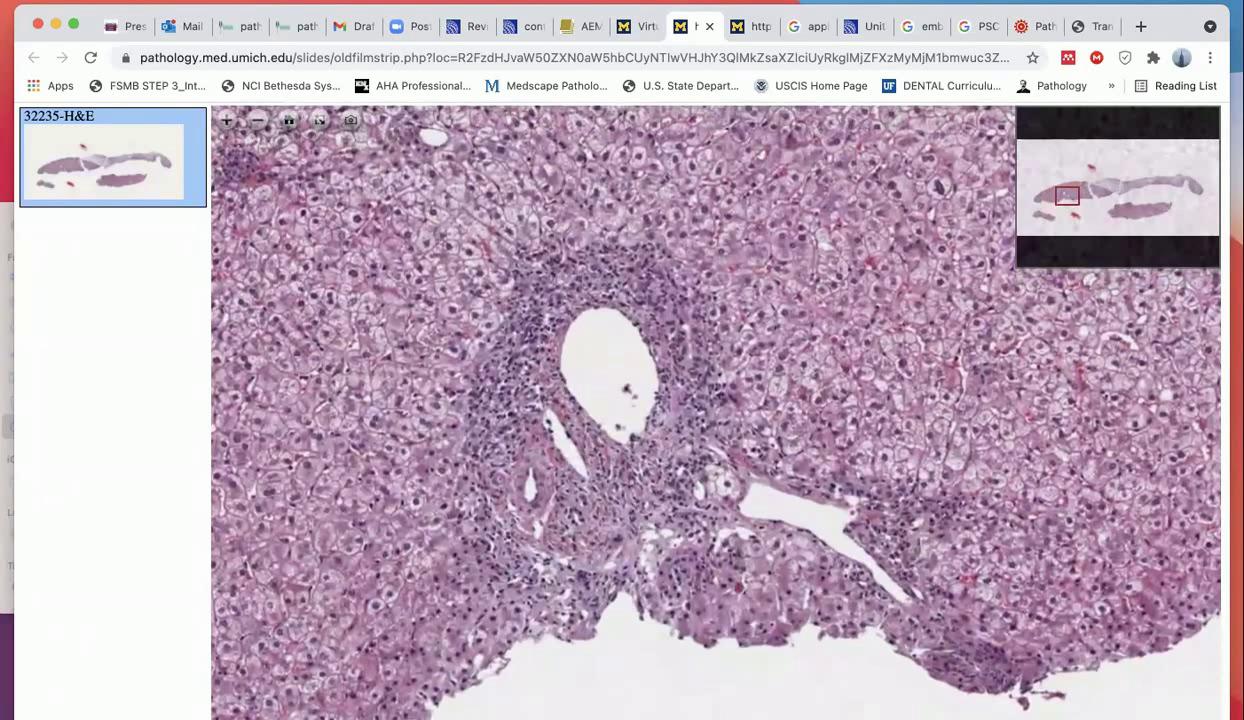 Pres
Mail
path
path
Draf
Post
Rev
con
AEM
Virt
h
http
app
Unit
emb
PSC
Path
Tran
pathology.med.umich.edu/slides/oldfilmstrip.php?loc=
Apps
FSMB STEP 3_Int...
NCI Bethesda Sys...
AHA Professional...
Medscape Patholo...
U.S. State Depart...
USCIS Home Page
UF DENTAL Curriculu...
Pathology
»
Reading List
32235-H&E